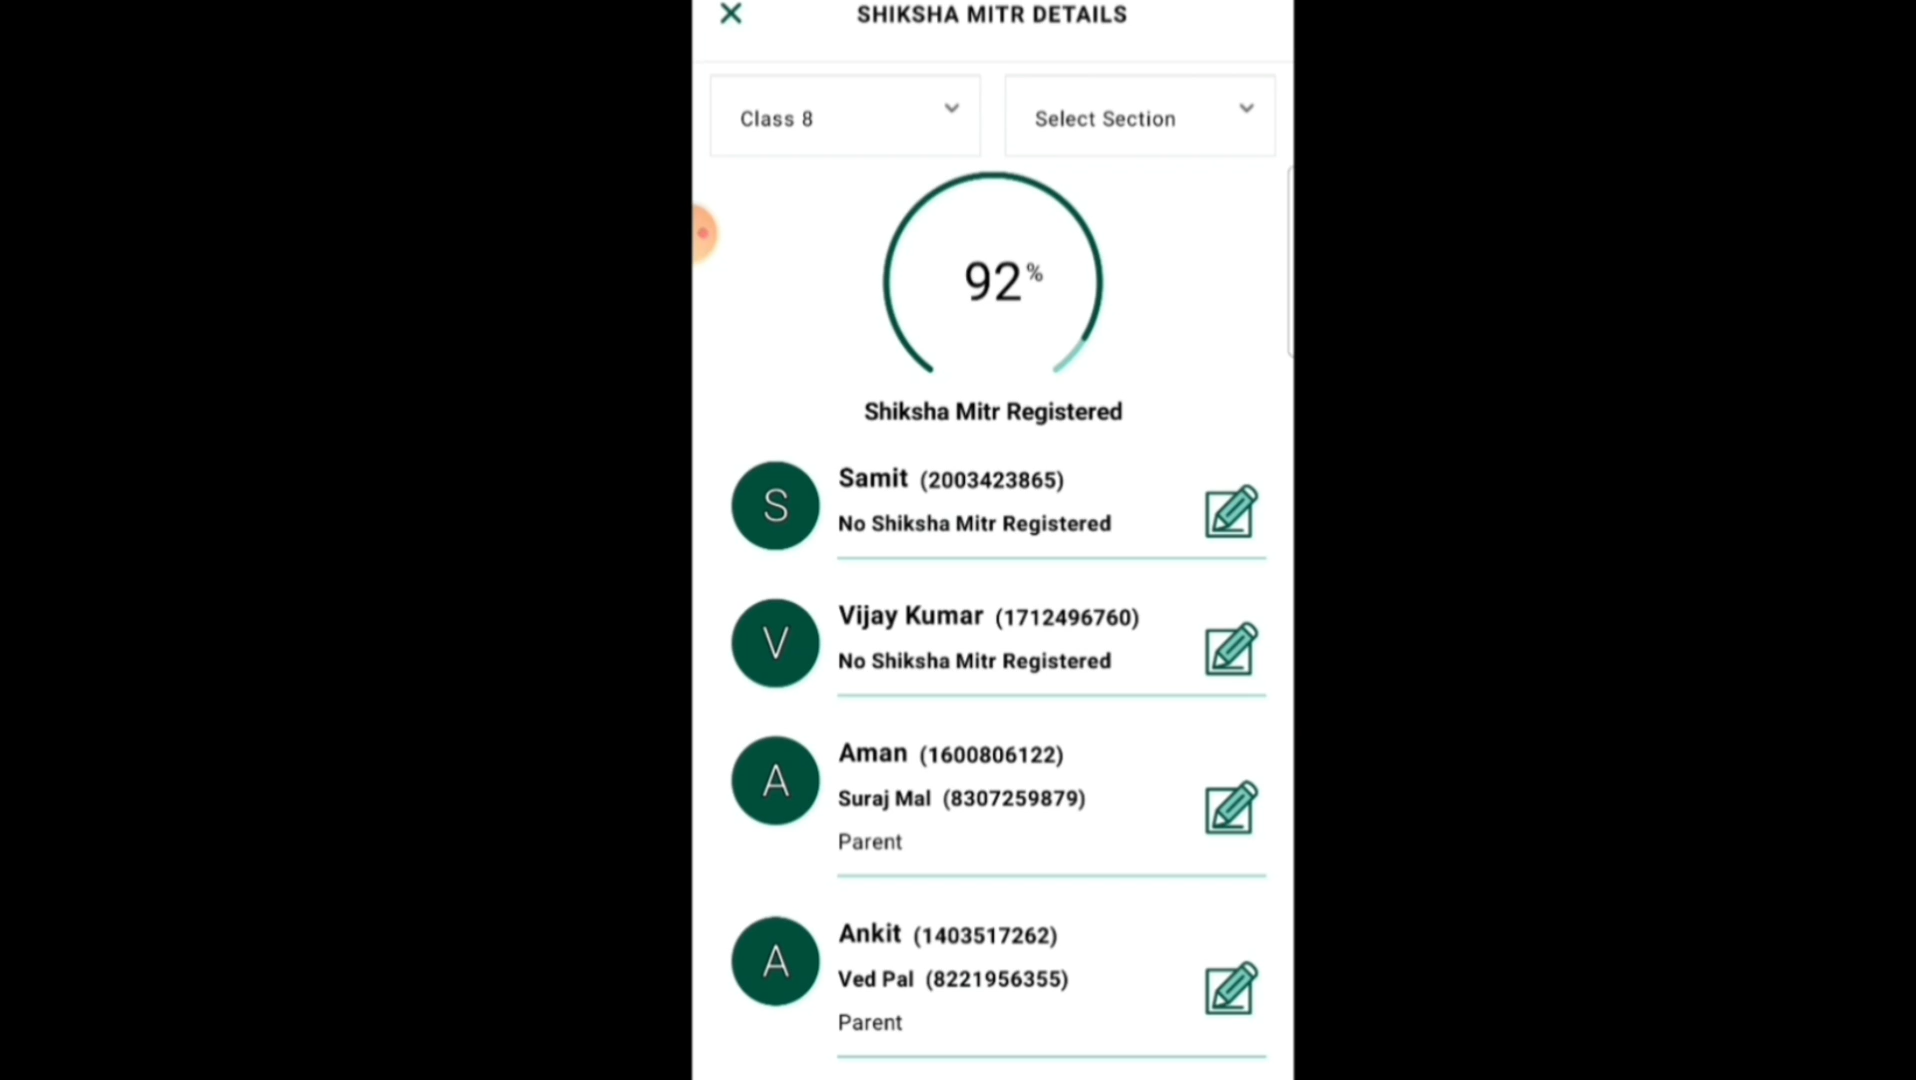 SHIKSHA MITR DETAILS
Class 8
Select Section
92%
Shiksha Mitr Registered
S
Samit (2003423865)
No Shiksha Mitr Registered
V
Vijay Kumar (1712496760)
No Shiksha Mitr Registered
A
Aman (1600806122)
Suraj Mal (8307259879)
Parent
A
Ankit (1403517262)
Ved Pal (8221956355)
Parent